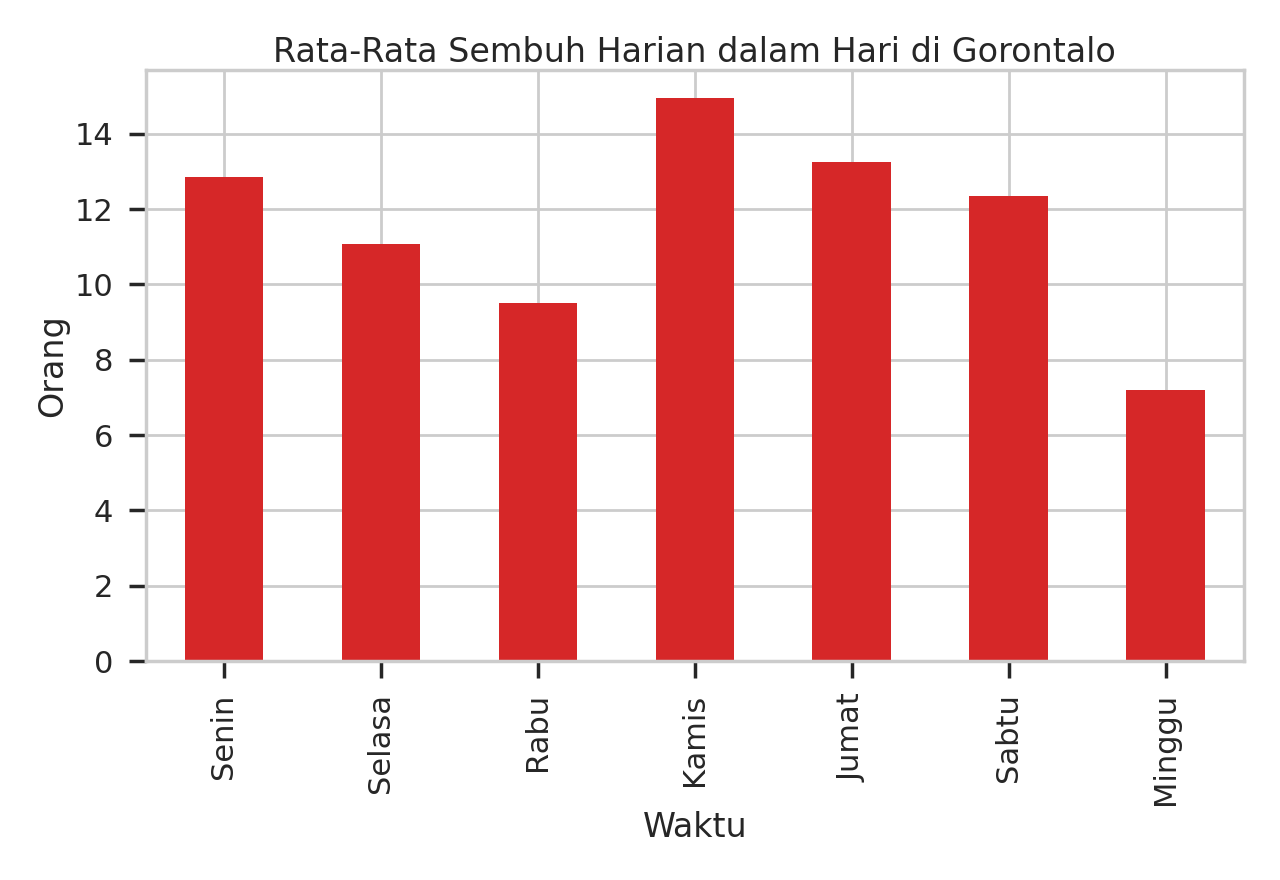 Rata-Rata Sembuh Harian dalam Hari di Gorontalo
Orang
14
12
10
8
6
4
2
0
Senin
Selasa
Rabu
Kamis
Jumat
Sabtu
Minggu
Waktu